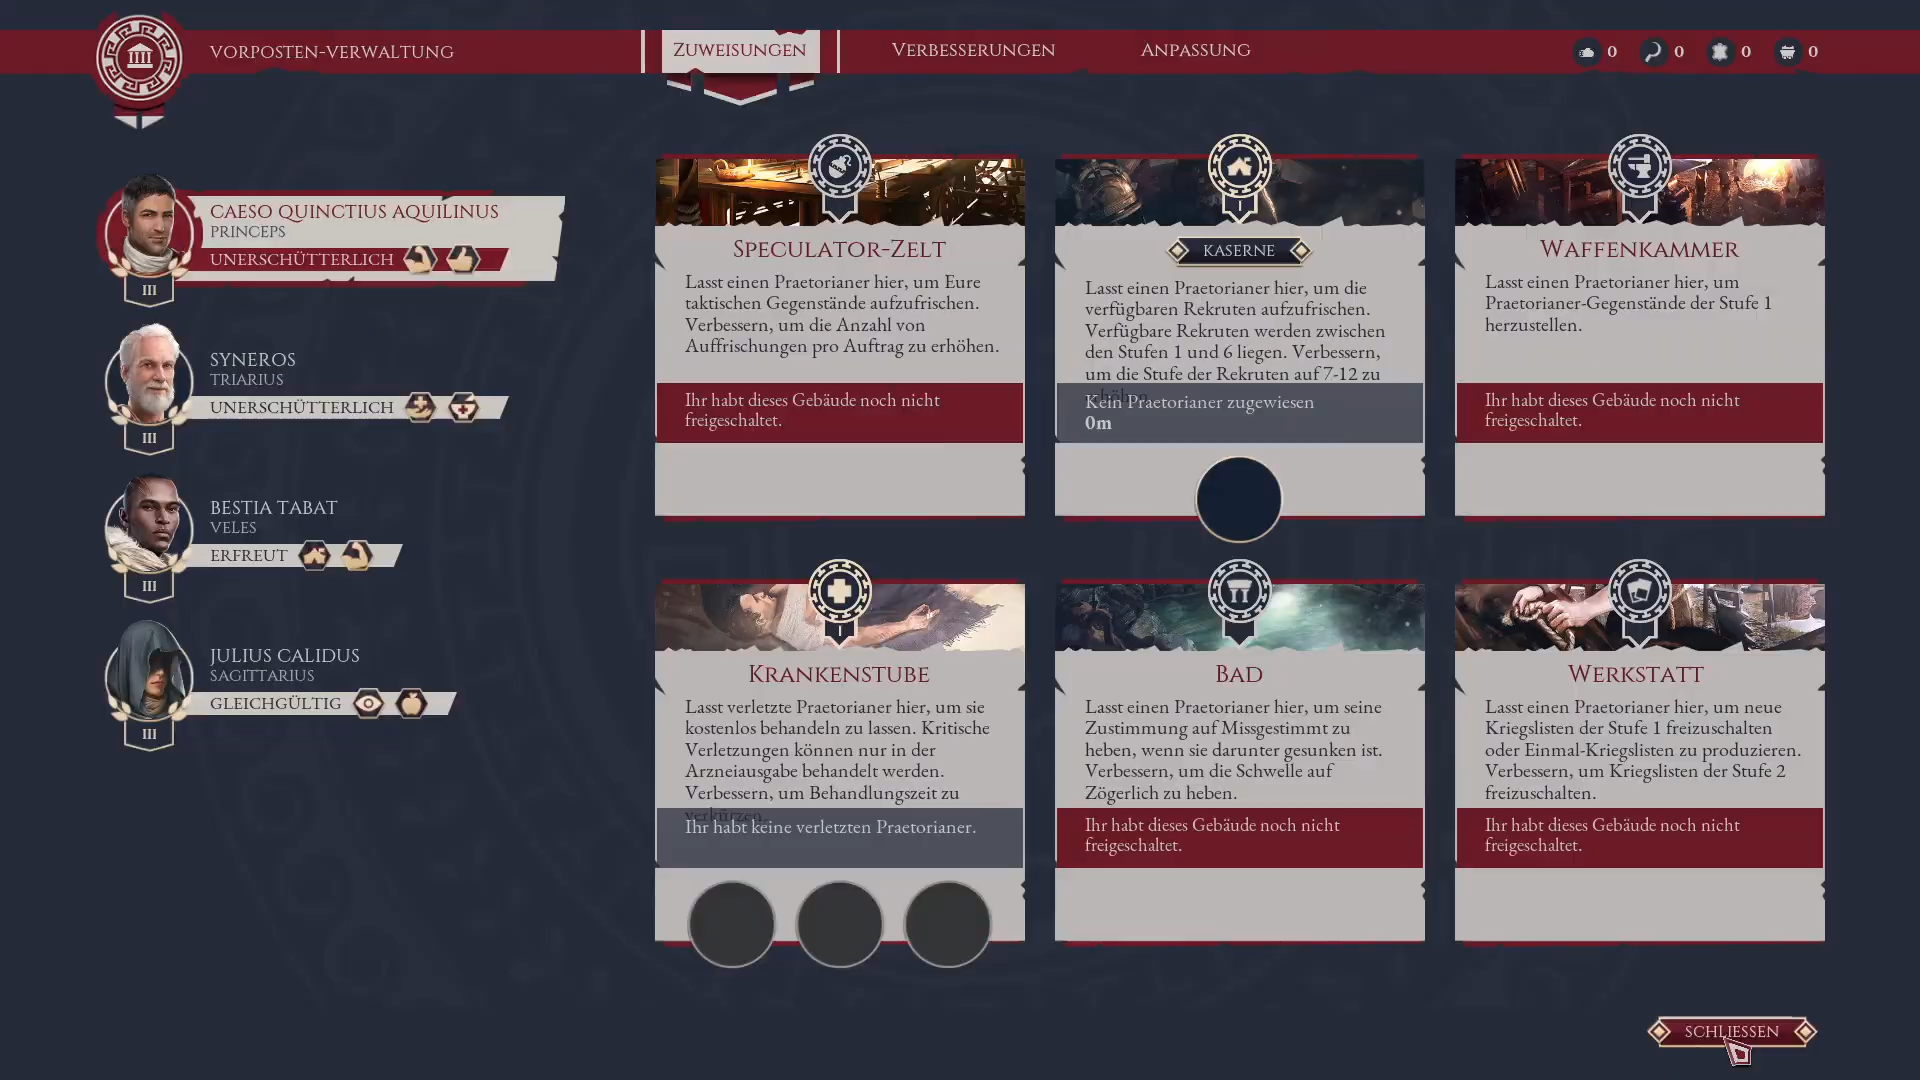 VORPOSTEN-VERWALTUNG
ZUWEISUNGEN
VERBESSERUNGEN
ANPASSUNG
0
0
0
0
CAESO QUINCTIUS AQUILINUS
PRINCEPS
UNERSCHÜTTERLICH
III
SYNEROS
TRIARIUS
UNERSCHÜTTERLICH
III
BESTIA TABAT
VELES
ERFREUT
III
JULIUS CALIDUS
SAGITTARIUS
GLEICHGÜLTIG
III
SPECULATOR-ZELT
Lasst einen Praetorianer hier, um Eure
taktischen Gegenstände aufzufrischen.
Verbessern, um die Anzahl von
Auffrischungen pro Auftrag zu erhöhen.
Ihr habt dieses Gebäude noch nicht
freigeschaltet.
I
KASERNE
Lasst einen Praetorianer hier, um die
verfügbaren Rekruten aufzufrischen.
Verfügbare Rekruten werden zwischen
den Stufen 1 und 6 liegen. Verbessern,
um die Stufe der Rekruten auf 7-12 zu
erhöhen.
Kein Praetorianer zugewiesen
0m
WAFFENKAMMER
Lasst einen Praetorianer hier, um
Praetorianer-Gegenstände der Stufe 1
herzustellen.
Ihr habt dieses Gebäude noch nicht
freigeschaltet.
I
KRANKENSTUBE
Lasst verletzte Praetorianer hier, um sie
kostenlos behandeln zu lassen. Kritische
Verletzungen können nur in der
Arzneiausgabe behandelt werden.
Verbessern, um Behandlungszeit zu
verkürzen.
Ihr habt keine verletzten Praetorianer.
BAD
Lasst einen Praetorianer hier, um seine
Zustimmung auf Missgestimmt zu
heben, wenn sie darunter gesunken ist.
Verbessern, um die Schwelle auf
Zögerlich zu heben.
Ihr habt dieses Gebäude noch nicht
freigeschaltet.
WERKSTATT
Lasst einen Praetorianer hier, um neue
Kriegslisten der Stufe 1 freizuschalten
oder Einmal-Kriegslisten zu produzieren.
Verbessern, um Kriegslisten der Stufe 2
freizuschalten.
Ihr habt dieses Gebäude noch nicht
freigeschaltet.
SCHLIESSEN